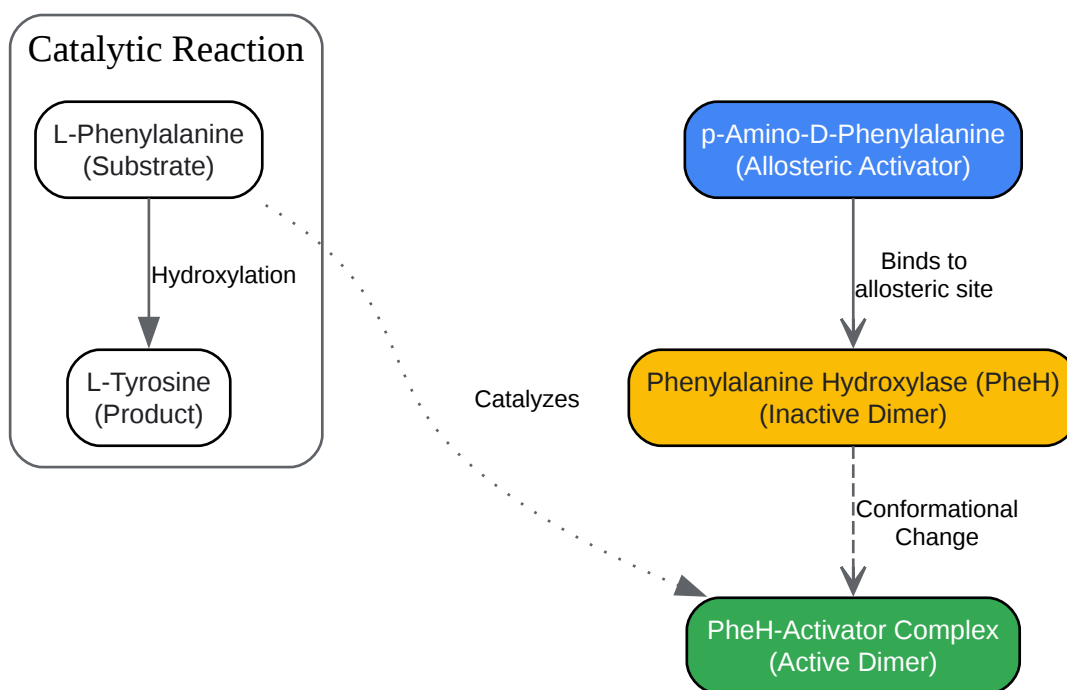 Catalytic Reaction
L-Phenylalanine
(Substrate)
Hydroxylation
L-Tyrosine
(Product)
Catalyzes
p-Amino-D-Phenylalanine
(Allosteric Activator)
Binds to
allosteric site
Phenylalanine Hydroxylase (PheH)
(Inactive Dimer)
Conformational
Change
PheH-Activator Complex
(Active Dimer)